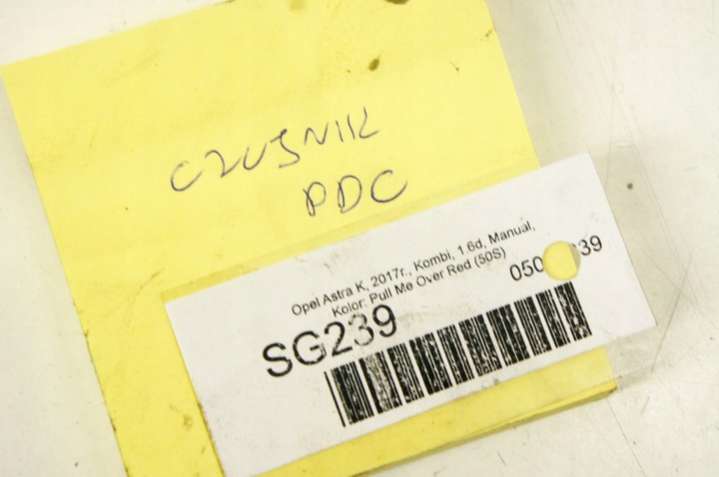 CZUJNIK
PDC
Opel Astra K, 2017r., Kombi, 1.6d, Manual,
Kolor: Pull Me Over Red (50S)
SG239